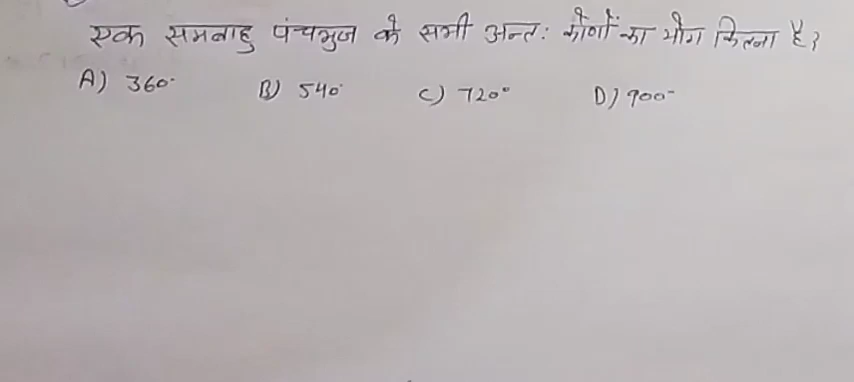 एक समबाहु पंचभुज के सभी अन्त: कोणों का योग कितना है?
A) 360° B) 540° C) 720° D) 900°